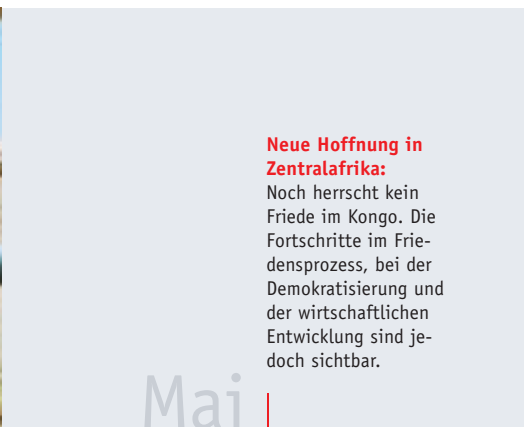 Neue Hoffnung in
Zentralafrika:
Noch herrscht kein
Friede im Kongo. Die
Fortschritte im Frie-
densprozess, bei der
Demokratisierung und
der wirtschaftlichen
Entwicklung sind je-
doch sichtbar.
Mai